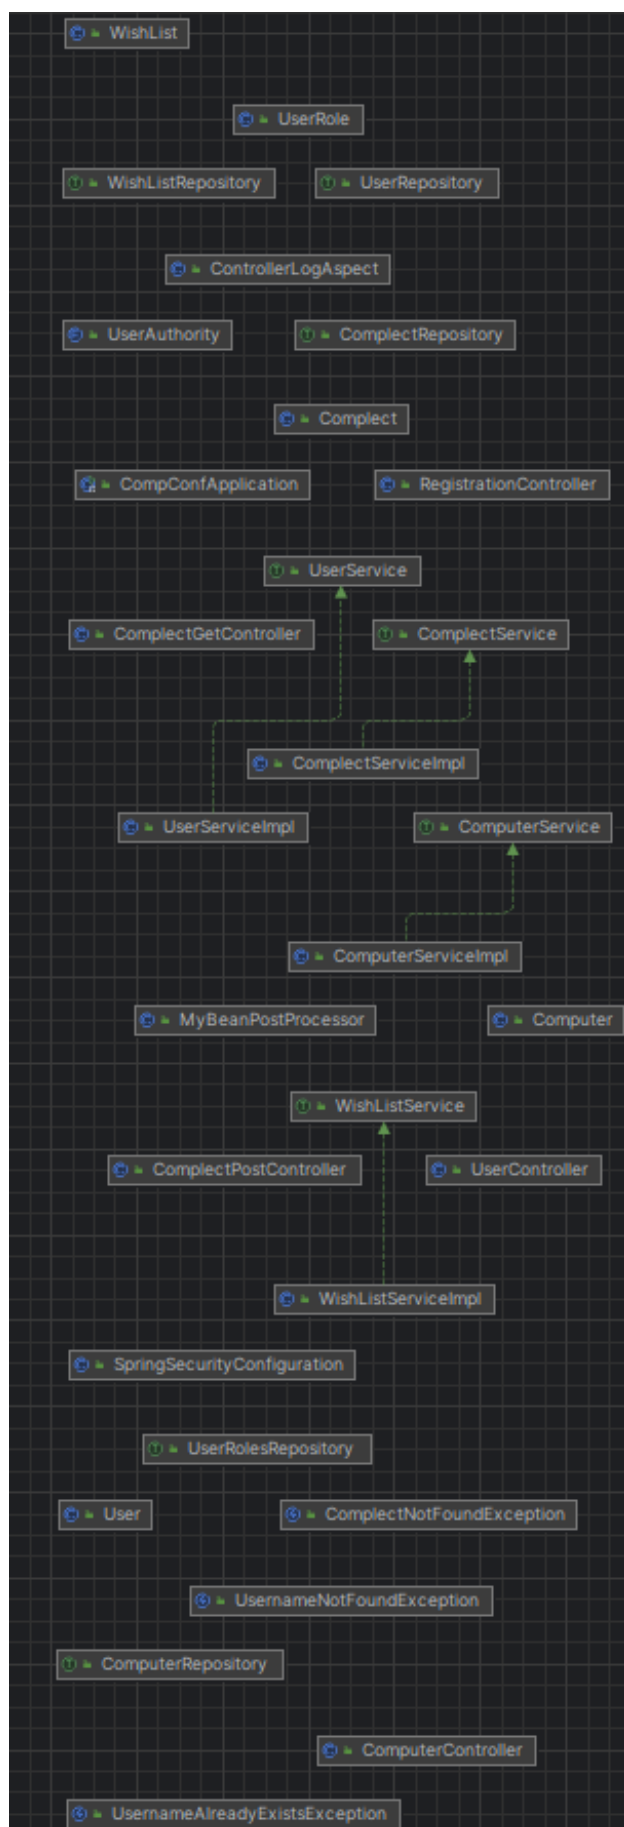 WishList
UserRole
WishListRepository
UserRepository
ControllerLogAspect
UserAuthority
ComplectRepository
Complect
CompConfApplication
RegistrationController
UserService
ComplectGetController
ComplectService
ComplectServiceImpl
UserServiceImpl
ComputerService
ComputerServiceImpl
MyBeanPostProcessor
Computer
WishListService
ComplectPostController
UserController
WishListServiceImpl
SpringSecurityConfiguration
UserRolesRepository
User
ComplectNotFoundException
UsernameNotFoundException
ComputerRepository
ComputerController
UsernameAlreadyExistsException